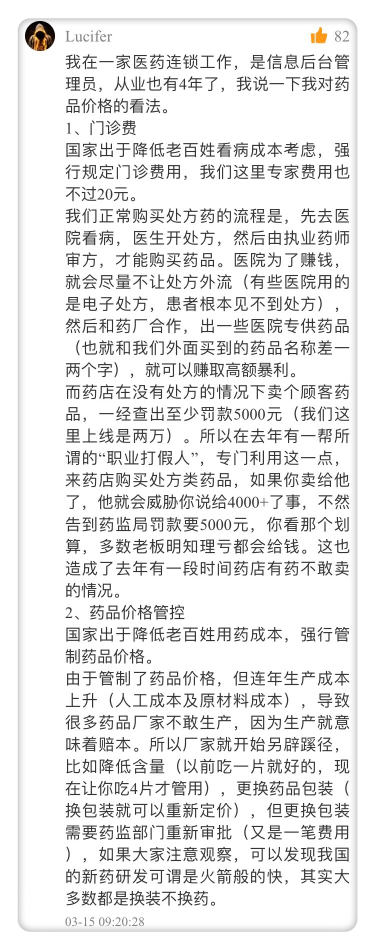 Lucifer 82
我在一家医药连锁工作，是信息后台管
理员，从业也有4年了，我说一下我对药
品价格的看法。
1、门诊费
国家出于降低老百姓看病成本考虑，强
行规定门诊费用，我们这里专家费用也
不过20元。
我们正常购买处方药的流程是，先去医
院看病，医生开处方，然后由执业药师
审方，才能购买药品。医院为了赚钱，
就会尽量不让处方外流（有些医院用的
是电子处方，患者根本见不到处方），
然后和药厂合作，出一些医院专供药品
（也就和我们外面买到的药品名称差一
两个字），就可以赚取高额暴利。
而药店在没有处方的情况下卖个顾客药
品，一经查出至少罚款5000元（我们这
里上线是两万）。所以在去年有一帮所
谓的“职业打假人”，专门利用这一点，
来药店购买处方类药品，如果你卖给他
了，他就会威胁你说给4000+了事，不然
告到药监局罚款要5000元，你看那个划
算，多数老板明知理亏都会给钱。这也
造成了去年有一段时间药店有药不敢卖
的情况。
2、药品价格管控
国家出于降低老百姓用药成本，强行管
制药品价格。
由于管制了药品价格，但连年生产成本
上升（人工成本及原材料成本），导致
很多药品厂家不敢生产，因为生产就意
味着赔本。所以厂家就开始另辟蹊径，
比如降低含量（以前吃一片就好的，现
在让你吃4片才管用），更换药品包装（
换包装就可以重新定价），但更换包装
需要药监部门重新审批（又是一笔费用
），如果大家注意观察，可以发现我国
的新药研发可谓是火箭般的快，其实大
多数都是换装不换药。
03-15 09:20:28